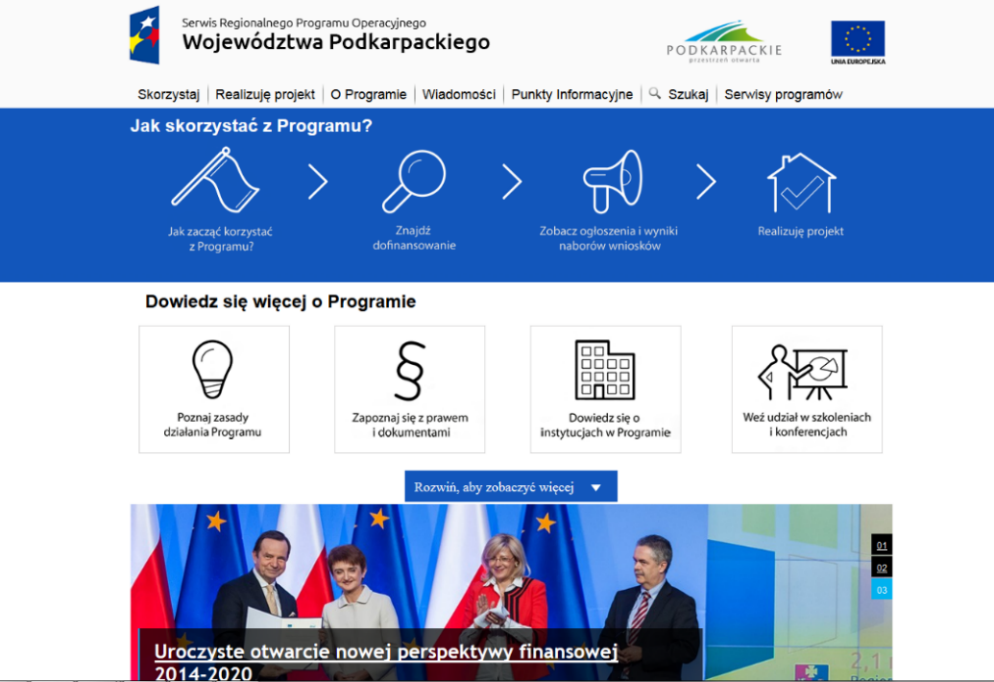 Serwis Regionalnego Programu Operacyjnego
Województwa Podkarpackiego
PODKARPACKIE
przestrzeń otwarta
UNIA EUROPEJSKA
Skorzystaj | Realizuję projekt | O Programie | Wiadomości | Punkty Informacyjne | Szukaj | Serwisy programów
Jak skorzystać z Programu?
Jak zacząć korzystać
z Programu?
Znajdź
dofinansowanie
Zobacz ogłoszenia i wyniki
naborów wniosków
Realizuję projekt
Dowiedz się więcej o Programie
Poznaj zasady
działania Programu
Zapoznaj się z prawem
i dokumentami
Dowiedz się o
instytucjach w Programie
Weź udział w szkoleniach
i konferencjach
Rozwiń, aby zobaczyć więcej
01
02
03
Uroczyste otwarcie nowej perspektywy finansowej
2014-2020
2,1